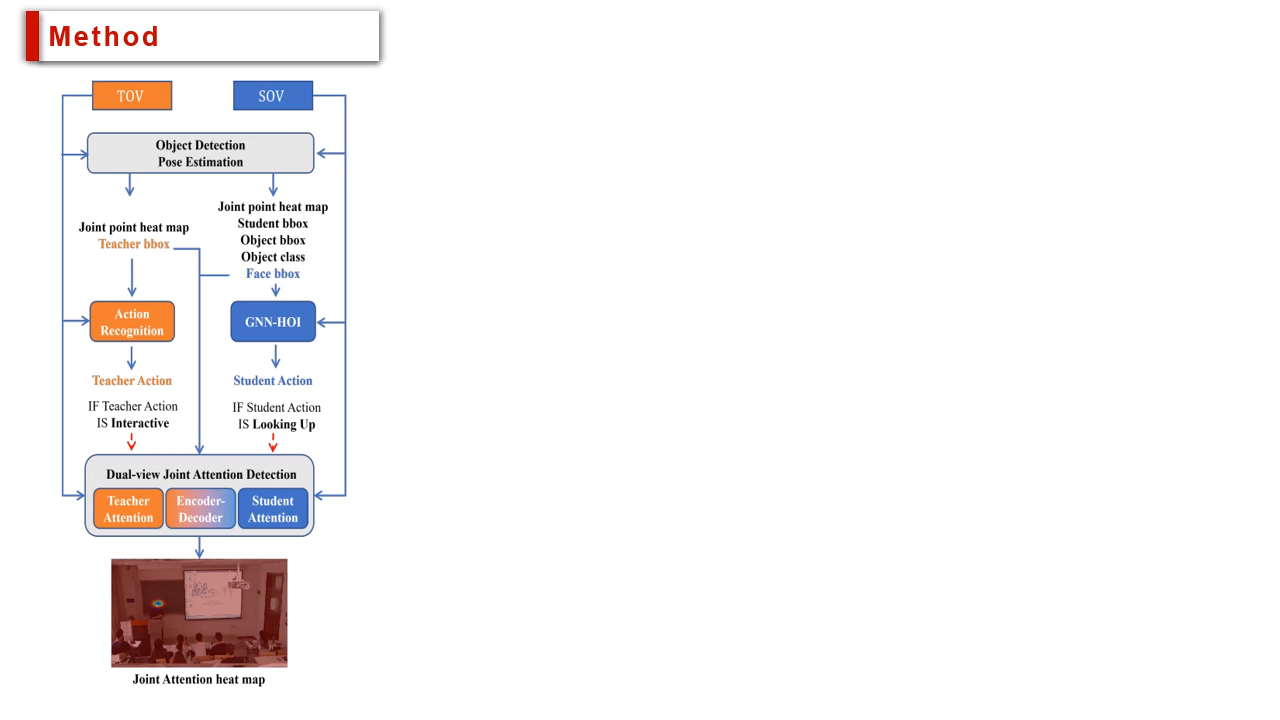 Method
TOV
SOV
Object Detection
Pose Estimation
Joint point heat map
Teacher bbox
Joint point heat map
Student bbox
Object bbox
Object class
Face bbox
Action
Recognition
GNN-HOI
Teacher Action
Student Action
IF Teacher Action
IS Interactive
IF Student Action
IS Looking Up
Dual-view Joint Attention Detection
Teacher
Attention
Encoder-
Decoder
Student
Attention
Joint Attention heat map